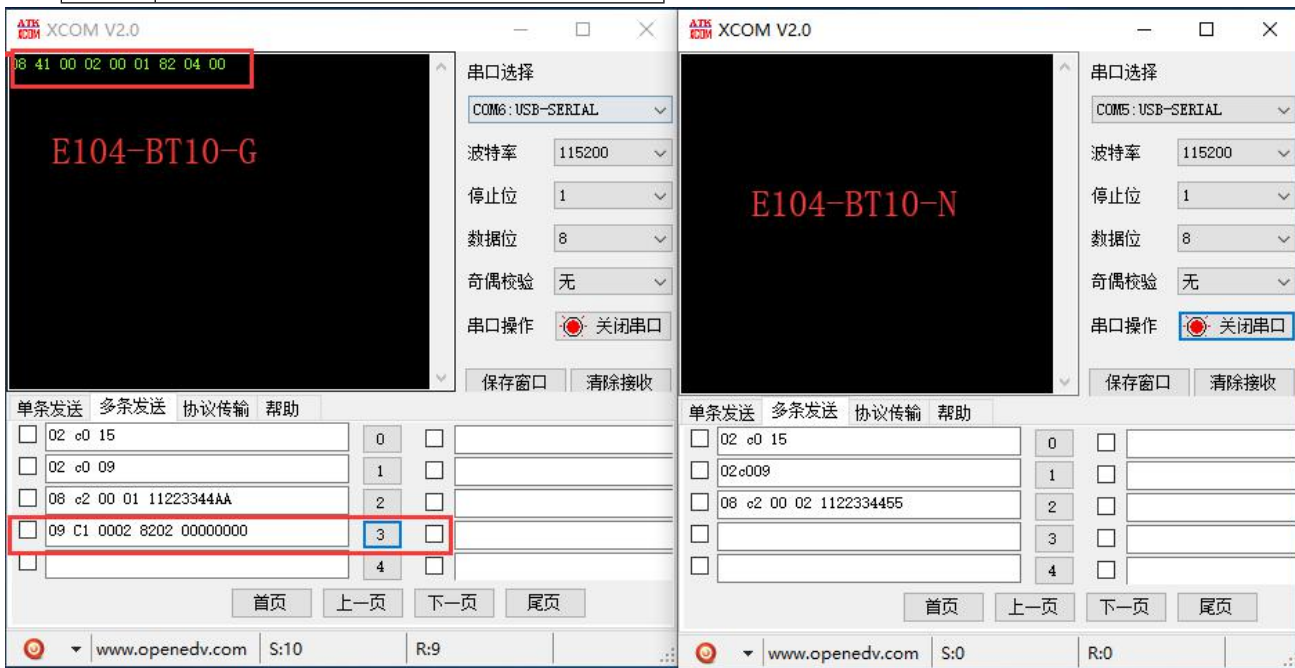 ATK XCOM XCOM V2.0
08 41 00 02 00 01 82 04 00
E104-BT10-G
串口选择
COM6:USB-SERIAL
波特率 115200
停止位 1
数据位 8
奇偶校验 无
串口操作 关闭串口
保存窗口 清除接收
单条发送 多条发送 协议传输 帮助
02 c0 15 0
02 c0 09 1
08 c2 00 01 11223344AA 2
09 C1 0002 8202 00000000 3
4
首页 上一页 下一页 尾页
www.openedv.com S:10 R:9
ATK XCOM XCOM V2.0
E104-BT10-N
串口选择
COM5:USB-SERIAL
波特率 115200
停止位 1
数据位 8
奇偶校验 无
串口操作 关闭串口
保存窗口 清除接收
单条发送 多条发送 协议传输 帮助
02 c0 15 0
02c009 1
08 c2 00 02 1122334455 2
3
4
首页 上一页 下一页 尾页
www.openedv.com S:0 R:0